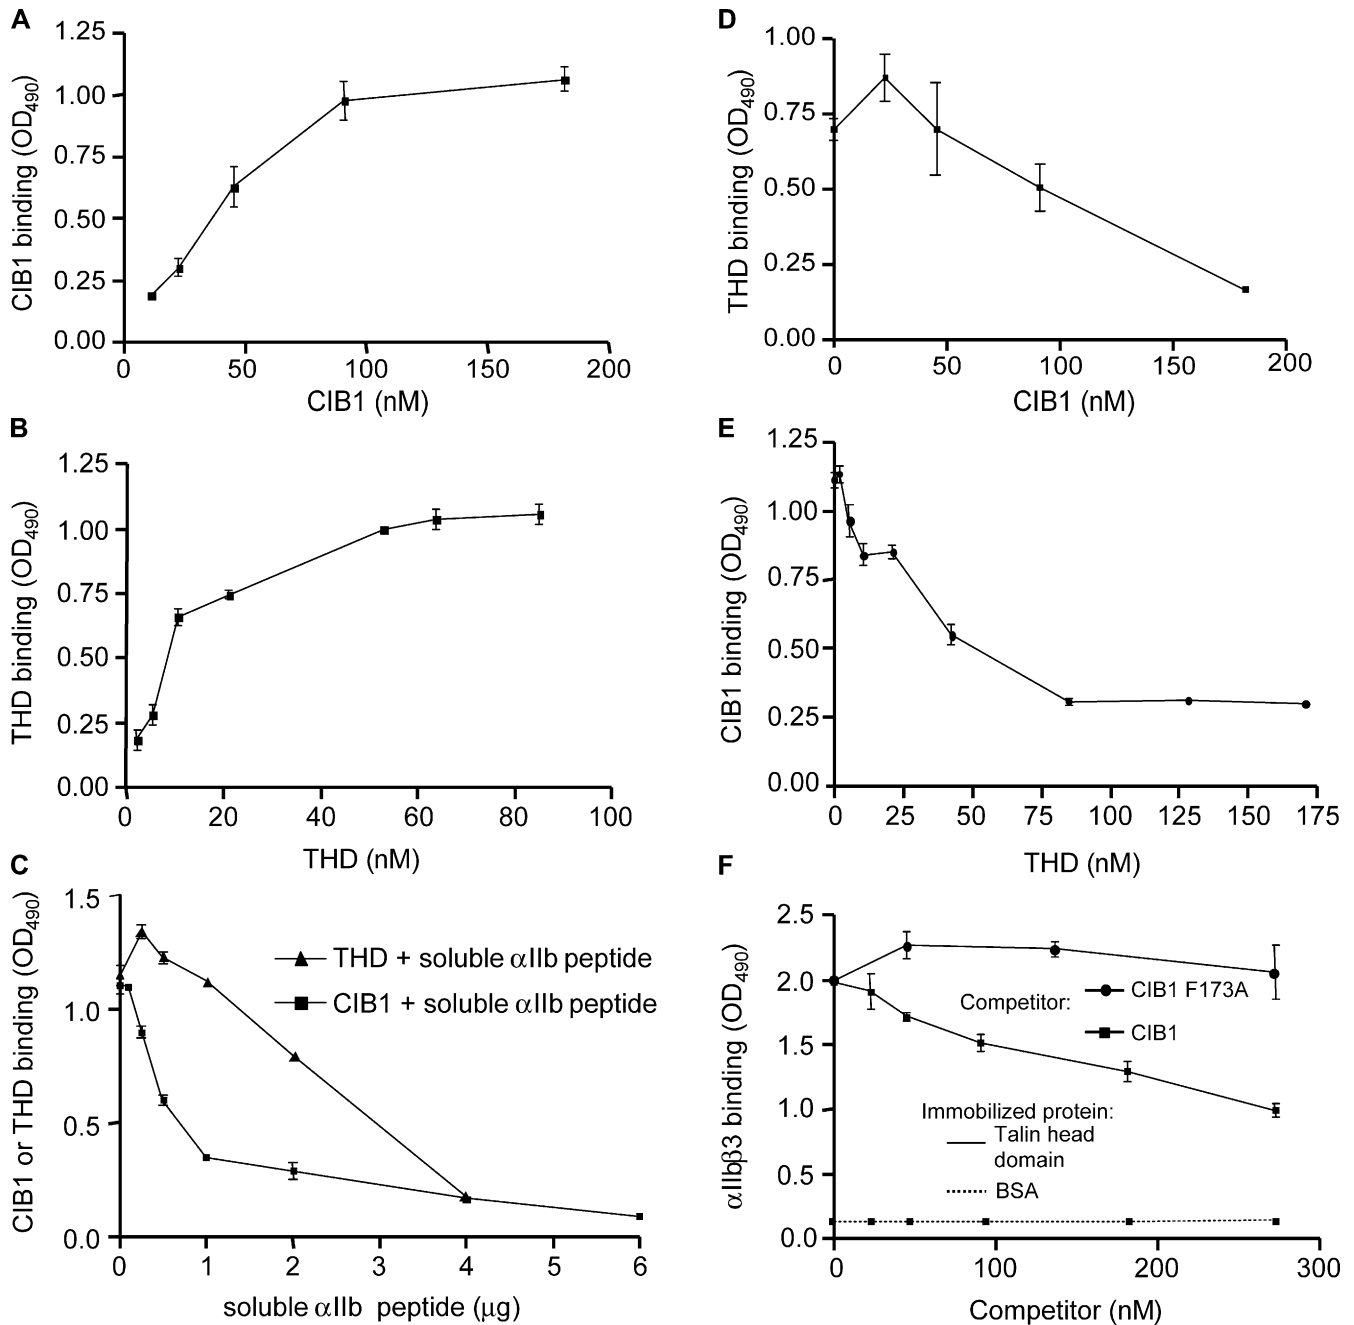 A
CIB1 binding (OD490)
1.25
1.00
0.75
0.50
0.25
0.00
0 50 100 150 200
CIB1 (nM)
B
THD binding (OD490)
1.25
1.00
0.75
0.50
0.25
0.00
0 20 40 60 80 100
THD (nM)
C
CIB1 or THD binding (OD490)
1.5
1.0
0.5
0.0
THD + soluble αIIb peptide
CIB1 + soluble αIIb peptide
0 1 2 3 4 5 6
soluble αIIb peptide (μg)
D
THD binding (OD490)
1.00
0.75
0.50
0.25
0.00
0 50 100 150 200
CIB1 (nM)
E
CIB1 binding (OD490)
1.25
1.00
0.75
0.50
0.25
0.00
0 25 50 75 100 125 150 175
THD (nM)
F
αIIbβ3 binding (OD490)
2.5
2.0
1.5
1.0
0.5
0.0
Competitor:
CIB1 F173A
CIB1
Immobilized protein:
Talin head
domain
BSA
0 100 200 300
Competitor (nM)